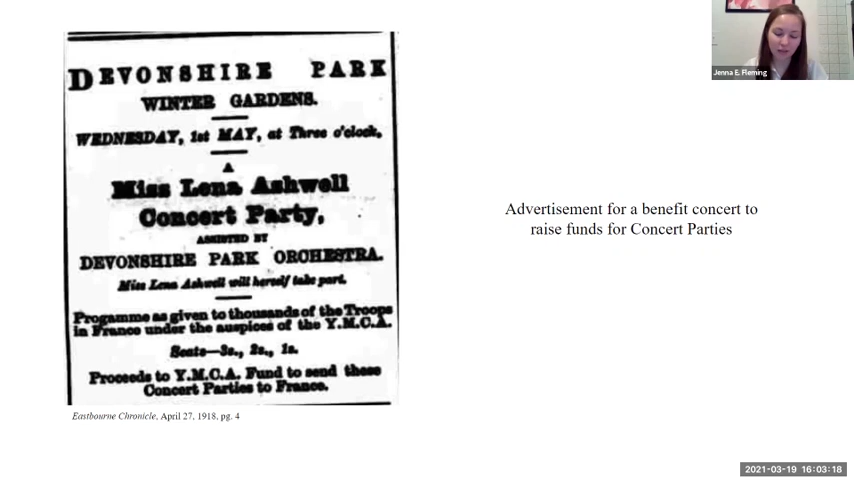 DEVONSHIRE PARK
WINTER GARDENS.
WEDNESDAY, 1st MAY, at Three o'clock,
A
Miss Lena Ashwell
Concert Party,
ASSISTED BY
DEVONSHIRE PARK ORCHESTRA.
Miss Lena Ashwell will herself take part.
Progamme as given to thousands of the Troops
in France under the auspices of the Y.M.C.A.
Seats—3s., 2s., 1s.
Proceeds to Y.M.C.A. Fund to send these
Concert Parties to France.
Eastbourne Chronicle, April 27, 1918, pg. 4
Advertisement for a benefit concert to
raise funds for Concert Parties
Jenna E. Fleming
2021-03-19 16:03:18